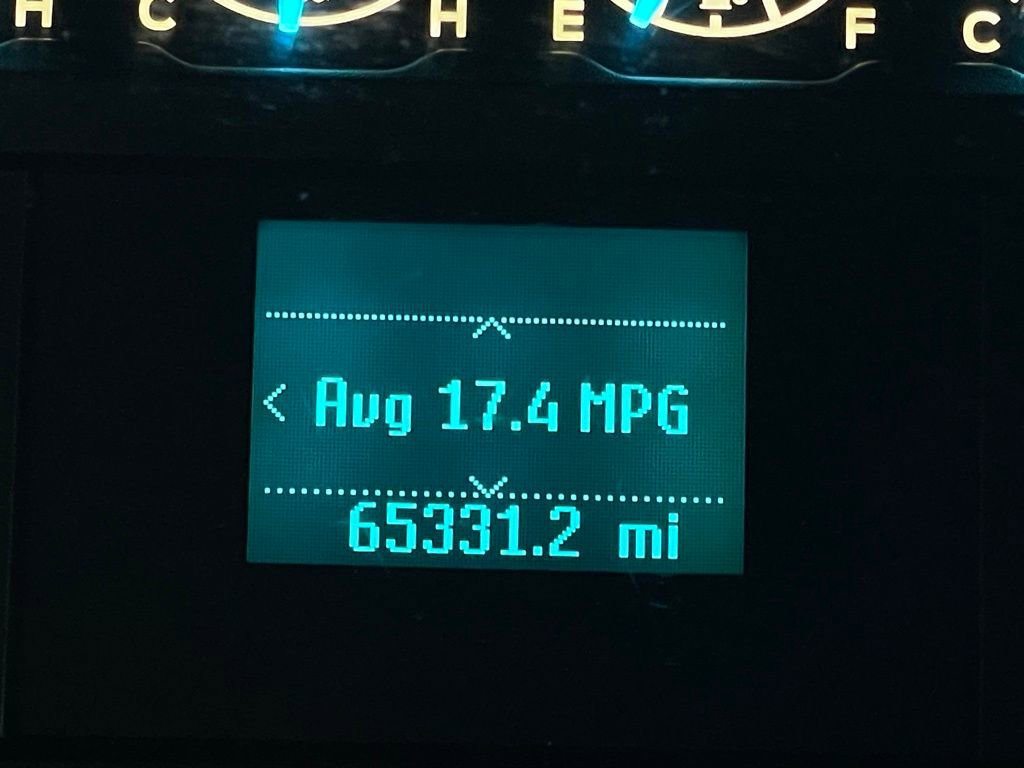 H C H E F C
< Avg 17.4 MPG
65331.2 mi